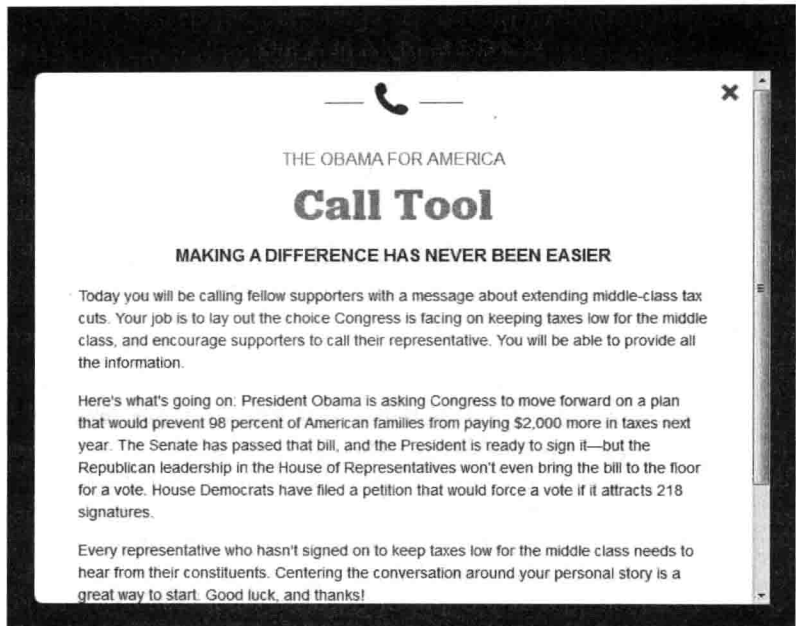 THE OBAMA FOR AMERICA
Call Tool
MAKING A DIFFERENCE HAS NEVER BEEN EASIER
Today you will be calling fellow supporters with a message about extending middle-class tax
cuts. Your job is to lay out the choice Congress is facing on keeping taxes low for the middle
class, and encourage supporters to call their representative. You will be able to provide all
the information.
Here's what's going on: President Obama is asking Congress to move forward on a plan
that would prevent 98 percent of American families from paying $2,000 more in taxes next
year. The Senate has passed that bill, and the President is ready to sign it—but the
Republican leadership in the House of Representatives won't even bring the bill to the floor
for a vote. House Democrats have filed a petition that would force a vote if it attracts 218
signatures.
Every representative who hasn't signed on to keep taxes low for the middle class needs to
hear from their constituents. Centering the conversation around your personal story is a
great way to start. Good luck, and thanks!